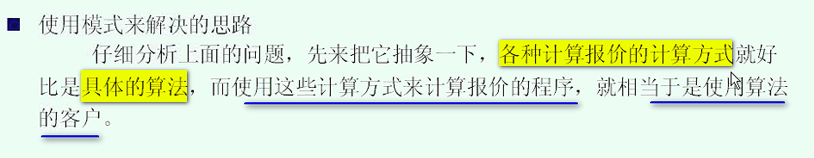 使用模式来解决的思路
仔细分析上面的问题，先来把它抽象一下，各种计算报价的计算方式就好
比是具体的算法，而使用这些计算方式来计算报价的程序，就相当于是使用算法
的客户。